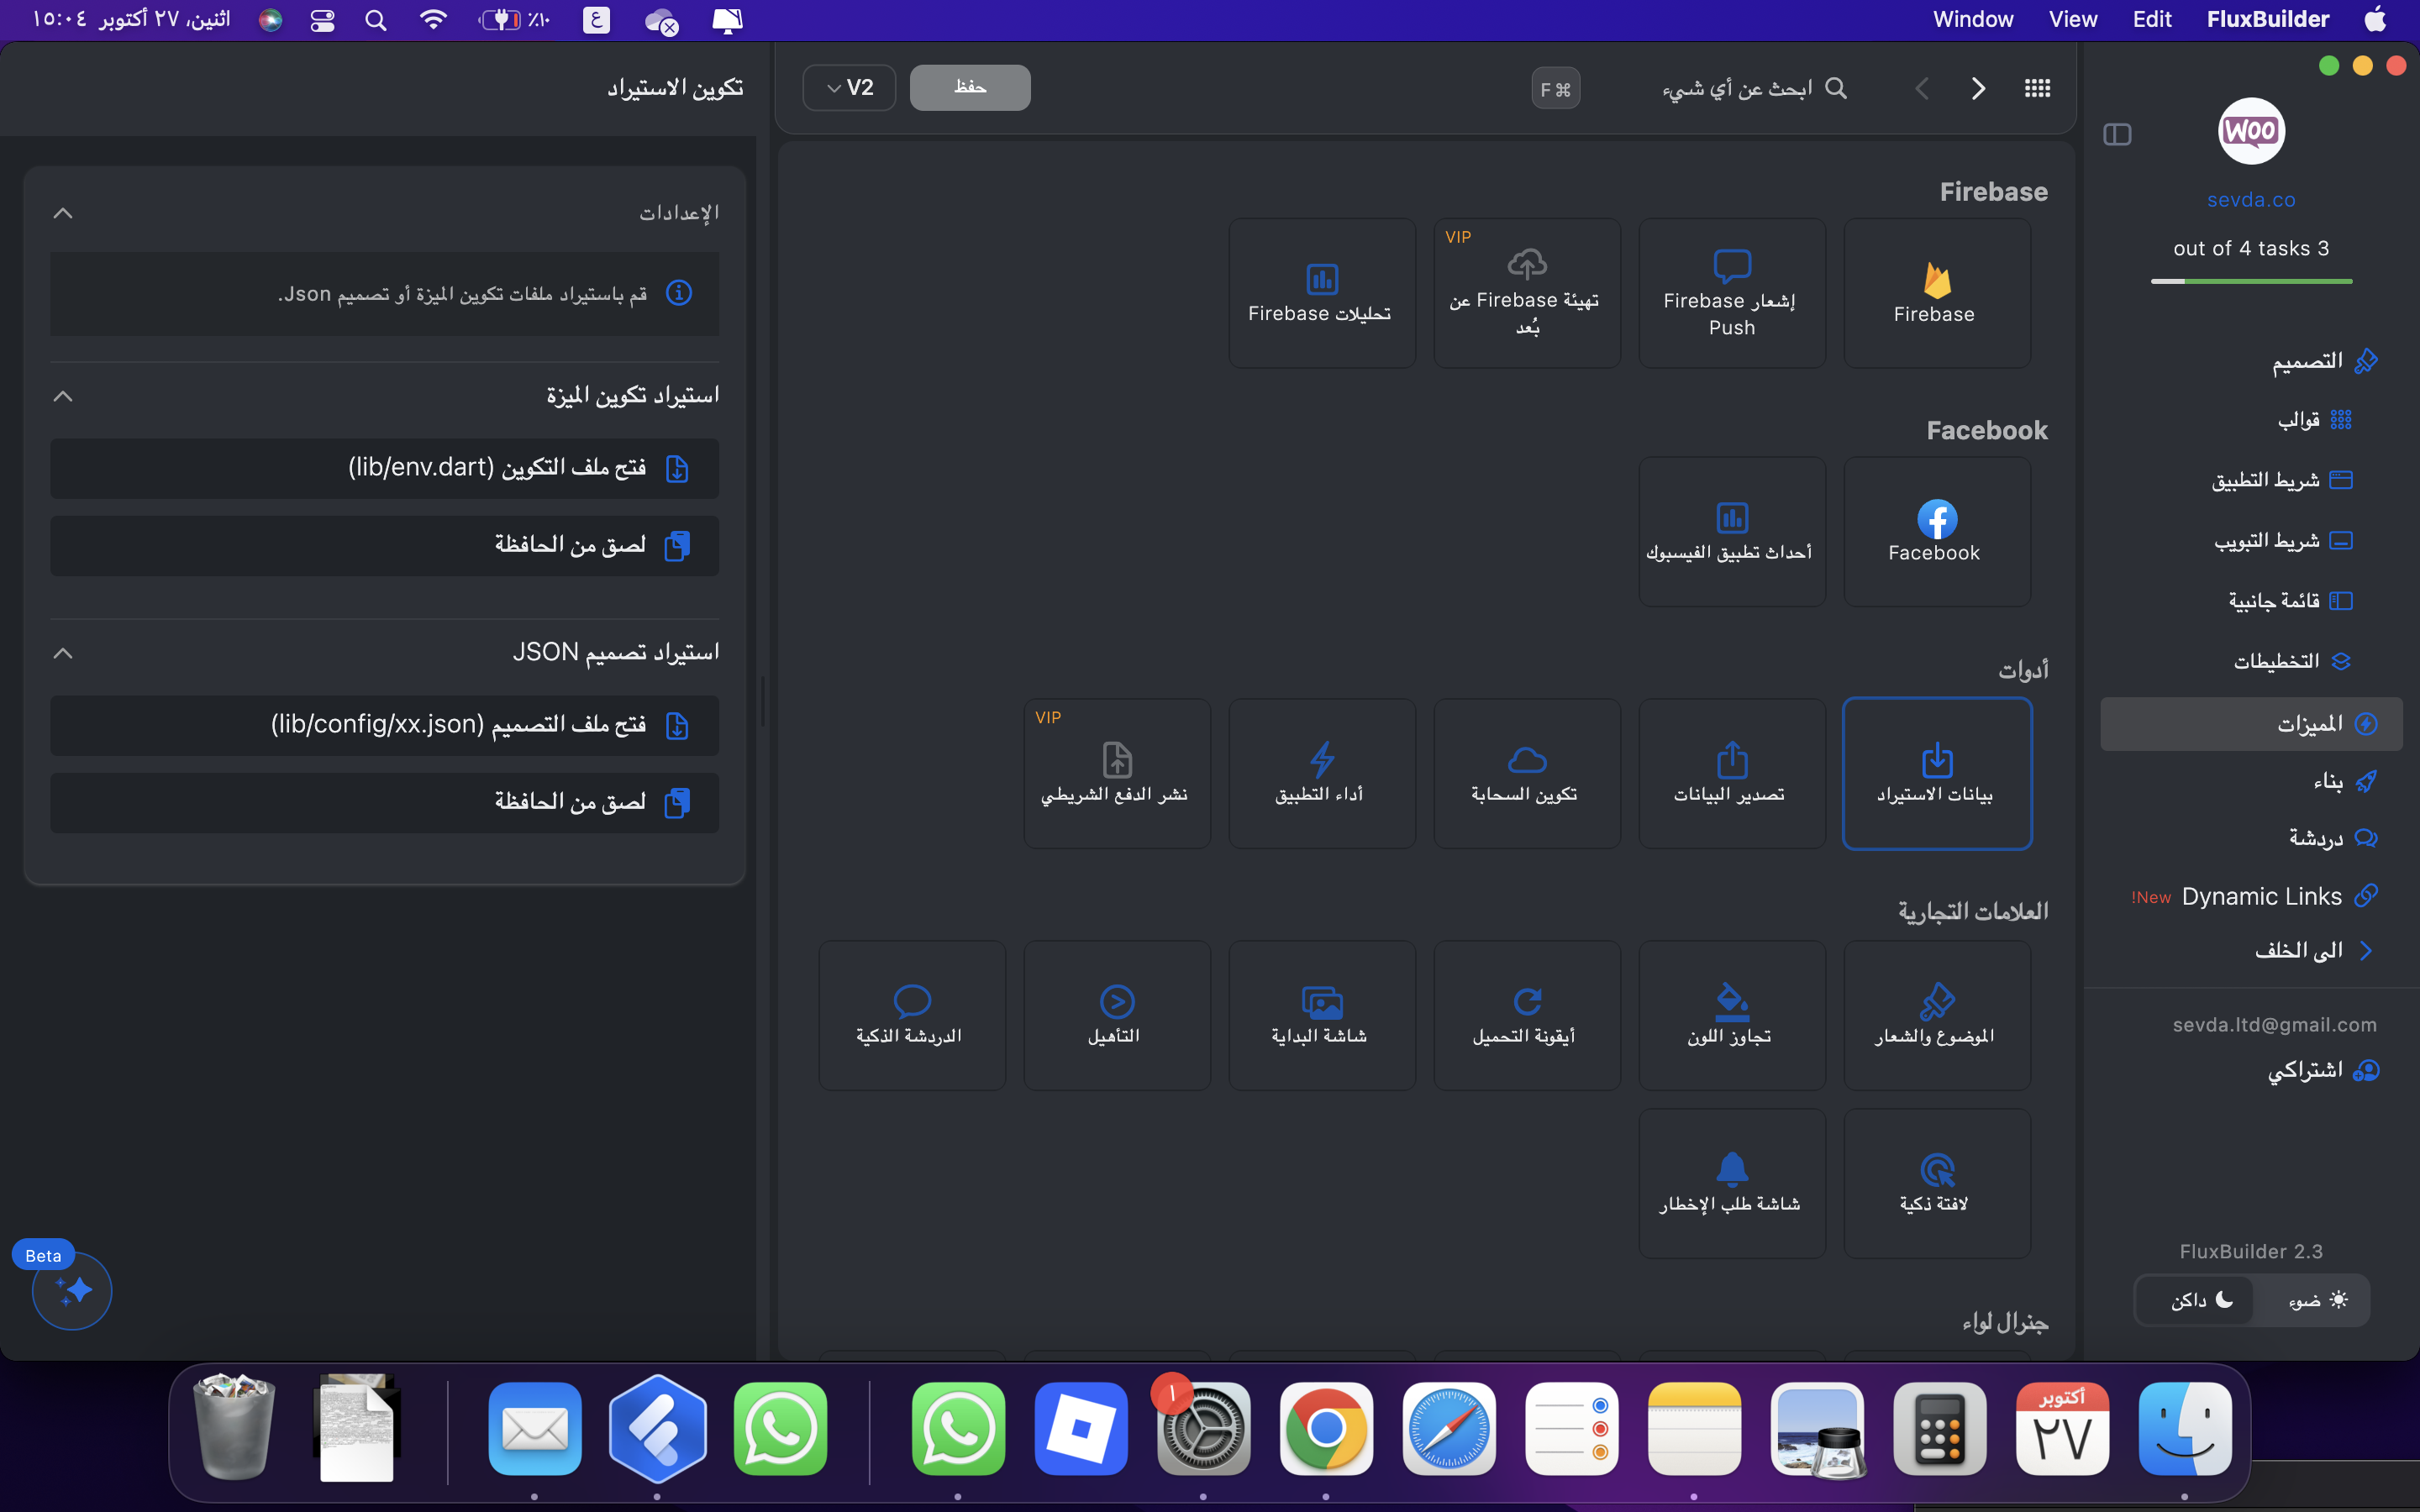 اثنين، ٢٧ أكتوبر ١٥:٠٤
٪١٠
ع
Window
View
Edit
FluxBuilder
WOO
sevda.co
out of 4 tasks 3
التصميم
قوالب
شريط التطبيق
شريط التبويب
قائمة جانبية
التخطيطات
الميزات
بناء
دردشة
Dynamic Links
!New
الى الخلف
sevda.ltd@gmail.com
اشتراكي
FluxBuilder 2.3
ضوء
داكن
ابحث عن أي شيء
F ⌘
حفظ
V2
Firebase
Firebase
إشعار Firebase
Push
VIP
تهيئة Firebase عن
بُعد
تحليلات Firebase
Facebook
Facebook
أحداث تطبيق الفيسبوك
أدوات
بيانات الاستيراد
تصدير البيانات
تكوين السحابة
أداء التطبيق
VIP
نشر الدفع الشريطي
العلامات التجارية
الموضوع والشعار
تجاوز اللون
أيقونة التحميل
شاشة البداية
التأهيل
الدردشة الذكية
لافتة ذكية
شاشة طلب الإخطار
جنرال لواء
تكوين الاستيراد
الإعدادات
قم باستيراد ملفات تكوين الميزة أو تصميم Json.
استيراد تكوين الميزة
فتح ملف التكوين (lib/env.dart)
لصق من الحافظة
استيراد تصميم JSON
فتح ملف التصميم (lib/config/xx.json)
لصق من الحافظة
Beta
١
أكتوبر
٢٧